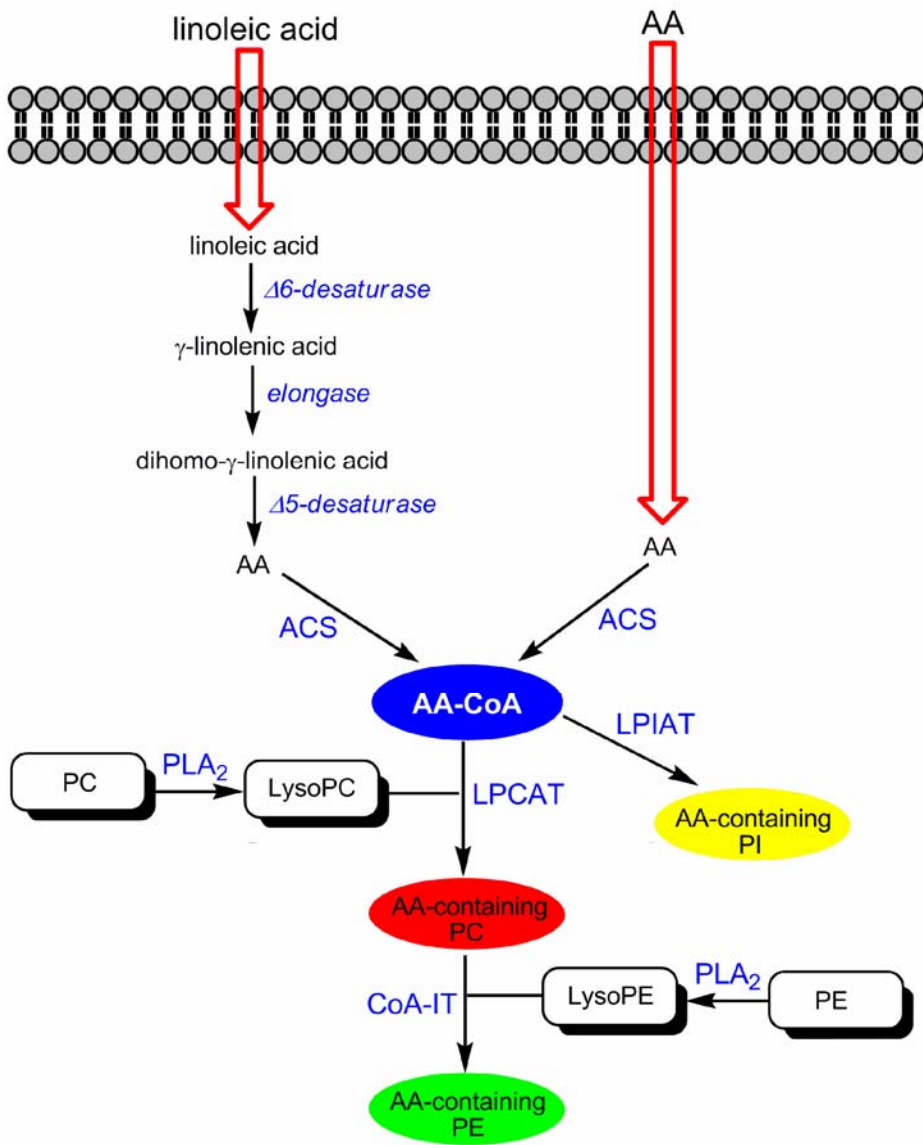 linoleic acid
AA
linoleic acid
Δ6-desaturase
γ-linolenic acid
elongase
dihomo-γ-linolenic acid
Δ5-desaturase
AA
AA
ACS
ACS
AA-CoA
LPIAT
PC
PLA₂
LysoPC
LPCAT
AA-containing
PI
AA-containing
PC
CoA-IT
LysoPE
PLA₂
PE
AA-containing
PE